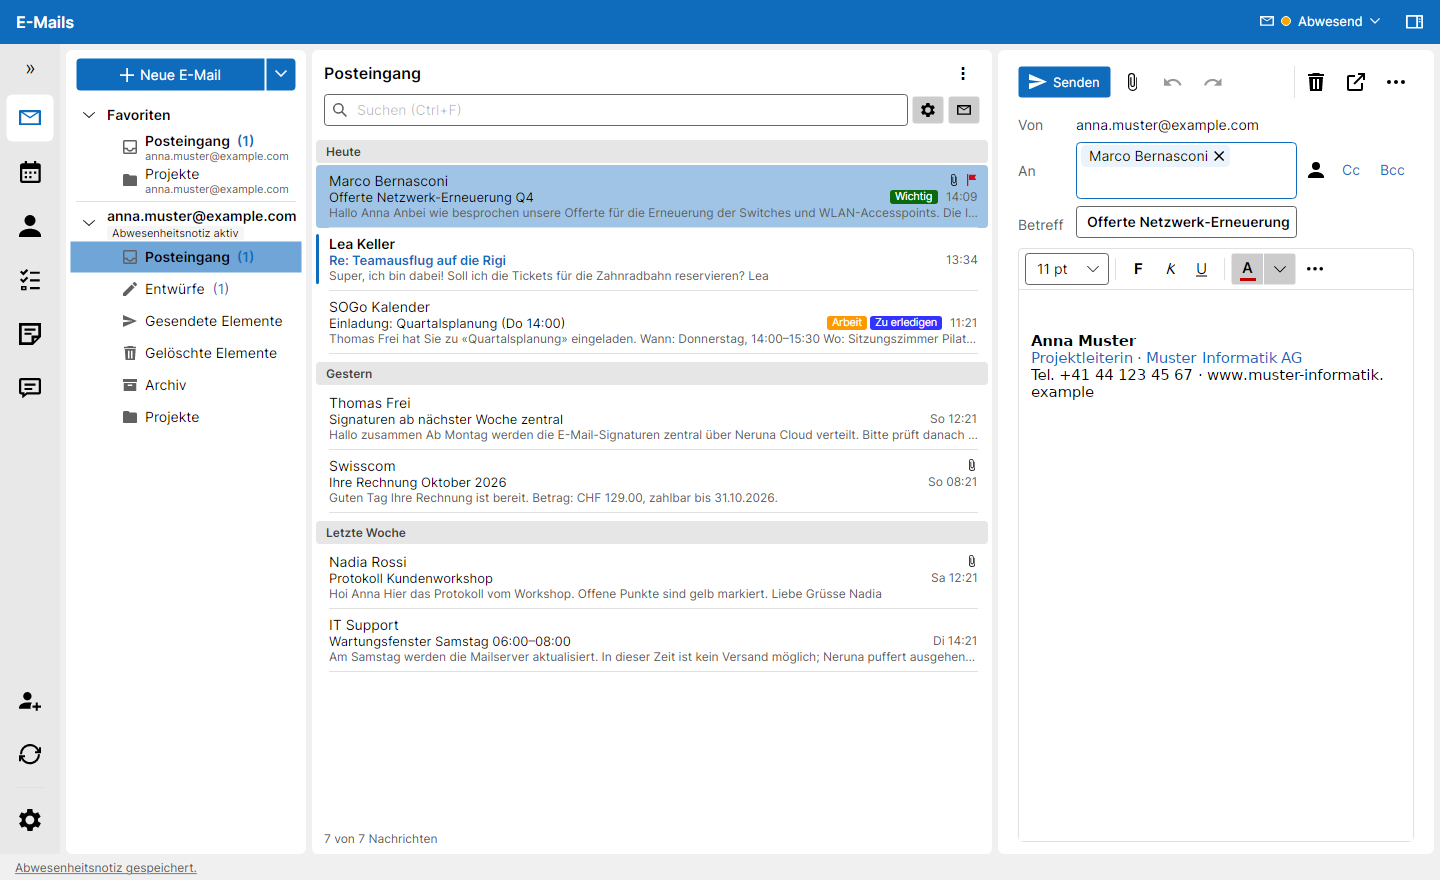 E-Mails
Abwesend
Neue E-Mail
Favoriten
Posteingang (1)
anna.muster@example.com
Projekte
anna.muster@example.com
anna.muster@example.com
Abwesenheitsnotiz aktiv
Posteingang (1)
Entwürfe (1)
Gesendete Elemente
Gelöschte Elemente
Archiv
Projekte
Posteingang
Suchen (Ctrl+F)
Heute
Marco Bernasconi
Offerte Netzwerk-Erneuerung Q4 Wichtig 14:09
Hallo Anna Anbei wie besprochen unsere Offerte für die Erneuerung der Switches und WLAN-Accesspoints. Die I...
Lea Keller
Re: Teamausflug auf die Rigi 13:34
Super, ich bin dabei! Soll ich die Tickets für die Zahnradbahn reservieren? Lea
SOGo Kalender
Einladung: Quartalsplanung (Do 14:00) Arbeit Zu erledigen 11:21
Thomas Frei hat Sie zu «Quartalsplanung» eingeladen. Wann: Donnerstag, 14:00–15:30 Wo: Sitzungszimmer Pilat...
Gestern
Thomas Frei
Signaturen ab nächster Woche zentral So 12:21
Hallo zusammen Ab Montag werden die E-Mail-Signaturen zentral über Neruna Cloud verteilt. Bitte prüft danach ...
Swisscom
Ihre Rechnung Oktober 2026 So 08:21
Guten Tag Ihre Rechnung ist bereit. Betrag: CHF 129.00, zahlbar bis 31.10.2026.
Letzte Woche
Nadia Rossi
Protokoll Kundenworkshop Sa 12:21
Hoi Anna Hier das Protokoll vom Workshop. Offene Punkte sind gelb markiert. Liebe Grüsse Nadia
IT Support
Wartungsfenster Samstag 06:00–08:00 Di 14:21
Am Samstag werden die Mailserver aktualisiert. In dieser Zeit ist kein Versand möglich; Neruna puffert ausgehen...
7 von 7 Nachrichten
Senden
Von anna.muster@example.com
An Marco Bernasconi Cc Bcc
Betreff Offerte Netzwerk-Erneuerung
11 pt F K U A
Anna Muster
Projektleiterin · Muster Informatik AG
Tel. +41 44 123 45 67 · www.muster-informatik.
example
Abwesenheitsnotiz gespeichert.